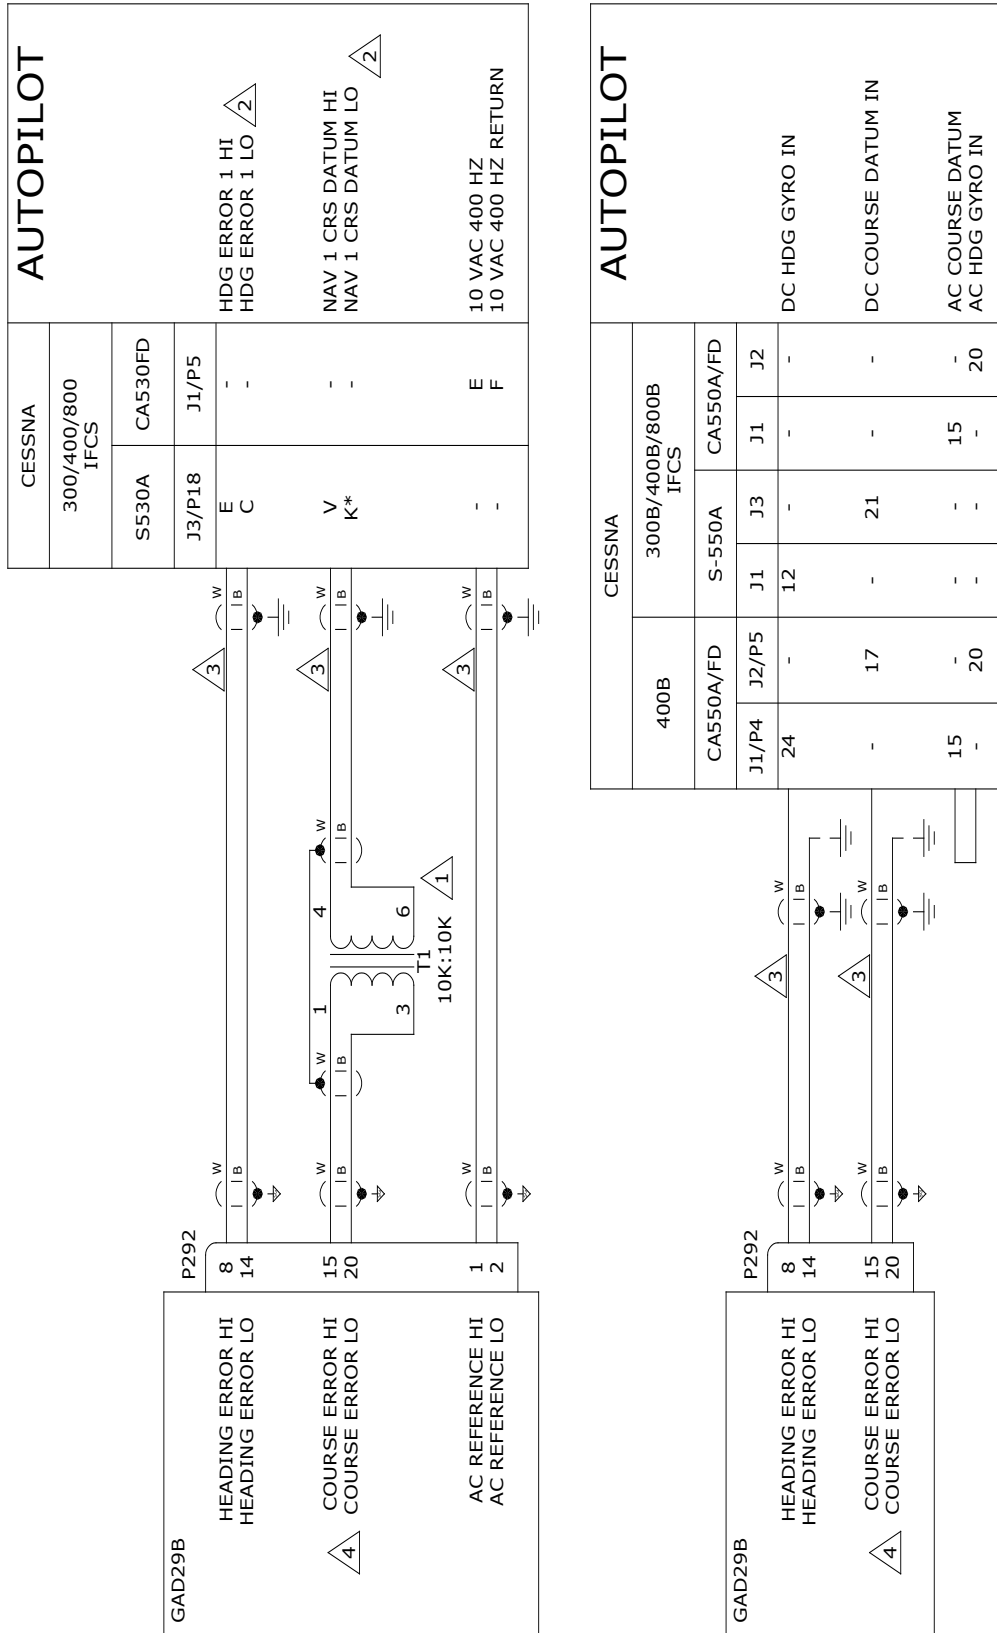 GAD29B
HEADING ERROR HI
HEADING ERROR LO
4
COURSE ERROR HI
COURSE ERROR LO
AC REFERENCE HI
AC REFERENCE LO
P292
8
14
15
20
1
2
W
B
W
B
W
B
W
B
1
3
4
6
T1
10K:10K
1
W
B
3
3
3
W
B
W
B
W
B
CESSNA
300/400/800
IFCS
S530A
CA530FD
J3/P18
J1/P5
E -
C -
V -
K* -
- E
- F
AUTOPILOT
HDG ERROR 1 HI
HDG ERROR 1 LO
2
NAV 1 CRS DATUM HI
NAV 1 CRS DATUM LO
2
10 VAC 400 HZ
10 VAC 400 HZ RETURN
GAD29B
HEADING ERROR HI
HEADING ERROR LO
4
COURSE ERROR HI
COURSE ERROR LO
P292
8
14
15
20
W
B
W
B
3
3
W
B
W
B
CESSNA
400B
300B/400B/800B
IFCS
CA550A/FD
S-550A
CA550A/FD
J1/P4
J2/P5
J1
J3
J1
J2
24 - 12 - - -
- 17 - 21 - -
15 - - - 15 -
- 20 - - - 20
AUTOPILOT
DC HDG GYRO IN
DC COURSE DATUM IN
AC COURSE DATUM
AC HDG GYRO IN